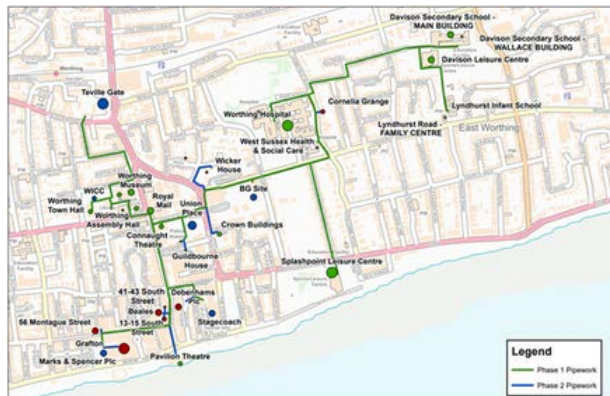 Davison Secondary School -
MAIN BUILDING
Davison Secondary School -
WALLACE BUILDING
Davison Leisure Centre
Teville Gate
Cornelia Grange
Worthing Hospital
Lyndhurst Infant School
Lyndhurst Road -
FAMILY CENTRE
East Worthing
West Sussex Health
& Social Care
Wicker
House
Worthing
Museum
WICC
BG Site
Royal
Mail
Union
Place
Worthing
Town Hall
Worthing
Assembly Hall
Crown Buildings
Connaught
Theatre
Guildbourne
House
Splashpoint Leisure Centre
41-43 South
Street
Debenhams
Plc
Beales
13-15 South
Street
Stagecoach
56 Montague Street
Grafton
Marks & Spencer Plc
Pavilion Theatre
Legend
Phase 1 Pipework
Phase 2 Pipework